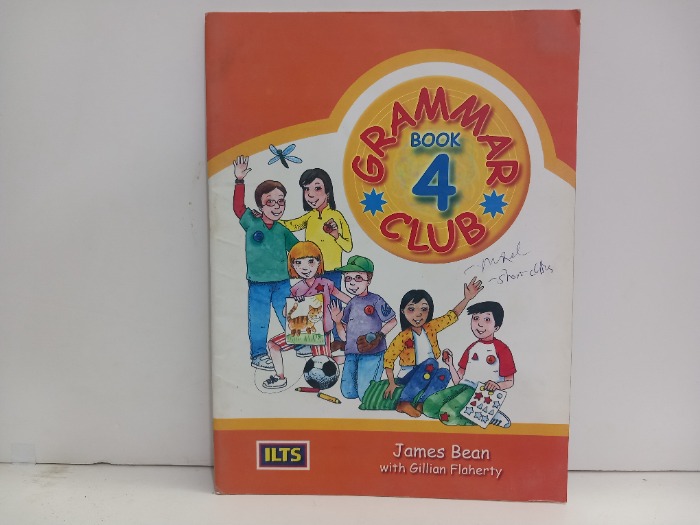 GRAMMAR
BOOK
4
CLUB
ILTS
James Bean
with Gillian Flaherty